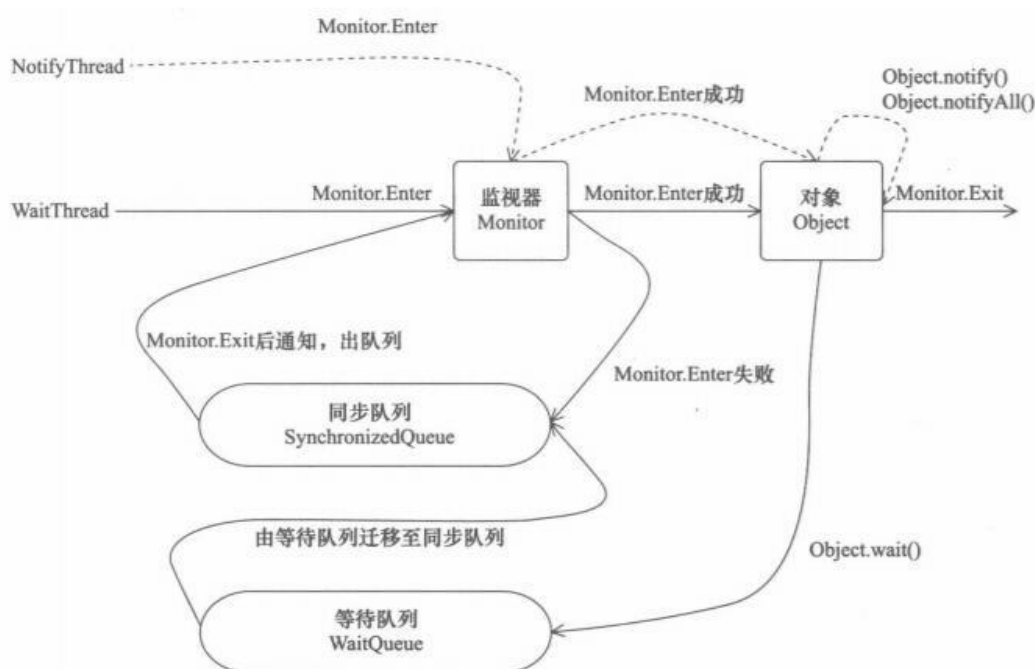 Monitor.Enter
NotifyThread
Object.notify()
Object.notifyAll()
Monitor.Enter成功
WaitThread
Monitor.Enter
监视器
Monitor
Monitor.Enter成功
对象
Object
Monitor.Exit
Monitor.Exit后通知，出队列
Monitor.Enter失败
同步队列
SynchronizedQueue
由等待队列迁移至同步队列
Object.wait()
等待队列
WaitQueue